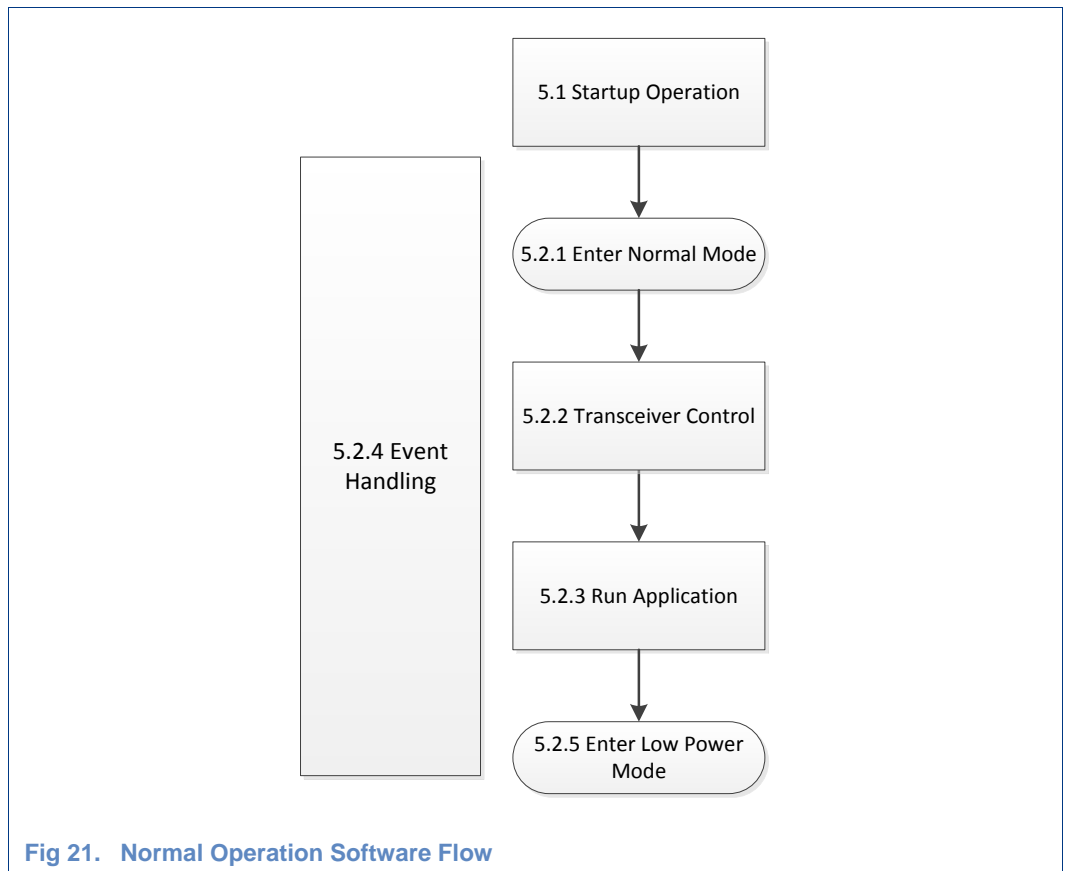 5.1 Startup Operation
5.2.1 Enter Normal Mode
5.2.2 Transceiver Control
5.2.4 Event
Handling
5.2.3 Run Application
5.2.5 Enter Low Power
Mode
Fig 21. Normal Operation Software Flow